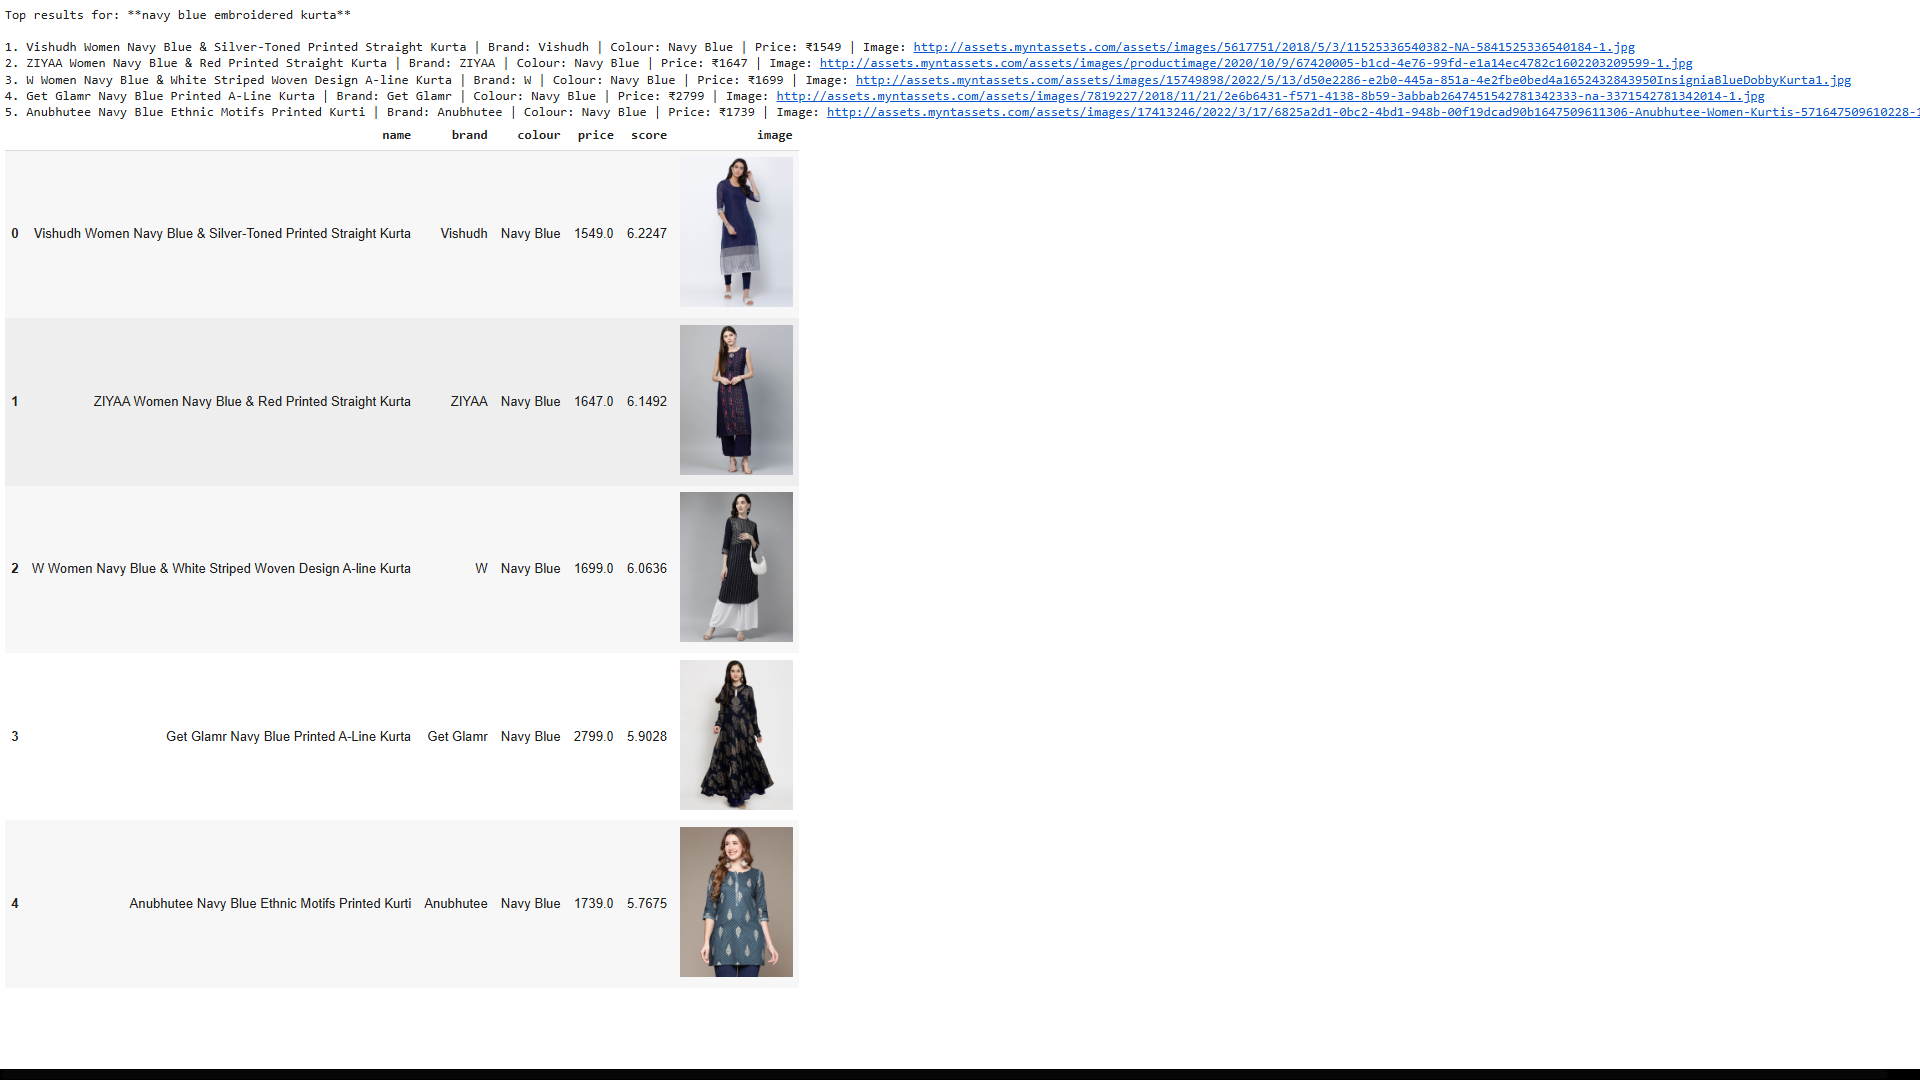 Top results for: **navy blue embroidered kurta**
1. Vishudh Women Navy Blue & Silver-Toned Printed Straight Kurta | Brand: Vishudh | Colour: Navy Blue | Price: ₹1549 | Image: http://assets.myntassets.com/assets/images/5617751/2018/5/3/11525336540382-NA-5841525336540184-1.jpg
2. ZIYAA Women Navy Blue & Red Printed Straight Kurta | Brand: ZIYAA | Colour: Navy Blue | Price: ₹1647 | Image: http://assets.myntassets.com/assets/images/productimage/2020/10/9/67420005-b1cd-4e76-99fd-e1a14ec4782c1602203209599-1.jpg
3. W Women Navy Blue & White Striped Woven Design A-line Kurta | Brand: W | Colour: Navy Blue | Price: ₹1699 | Image: http://assets.myntassets.com/assets/images/15749898/2022/5/13/d50e2286-e2b0-445a-851a-4e2fbe0bed4a1652432843950InsigniaBlueDobbyKurta1.jpg
4. Get Glamr Navy Blue Printed A-Line Kurta | Brand: Get Glamr | Colour: Navy Blue | Price: ₹2799 | Image: http://assets.myntassets.com/assets/images/7819227/2018/11/21/2e6b6431-f571-4138-8b59-3abbab2647451542781342333-na-3371542781342014-1.jpg
5. Anubhutee Navy Blue Ethnic Motifs Printed Kurti | Brand: Anubhutee | Colour: Navy Blue | Price: ₹1739 | Image: http://assets.myntassets.com/assets/images/17413246/2022/3/17/6825a2d1-0bc2-4bd1-948b-00f19dcad90b1647509611306-Anubhutee-Women-Kurtis-571647509610228-1
name brand colour price score image
0 Vishudh Women Navy Blue & Silver-Toned Printed Straight Kurta Vishudh Navy Blue 1549.0 6.2247
1 ZIYAA Women Navy Blue & Red Printed Straight Kurta ZIYAA Navy Blue 1647.0 6.1492
2 W Women Navy Blue & White Striped Woven Design A-line Kurta W Navy Blue 1699.0 6.0636
3 Get Glamr Navy Blue Printed A-Line Kurta Get Glamr Navy Blue 2799.0 5.9028
4 Anubhutee Navy Blue Ethnic Motifs Printed Kurti Anubhutee Navy Blue 1739.0 5.7675